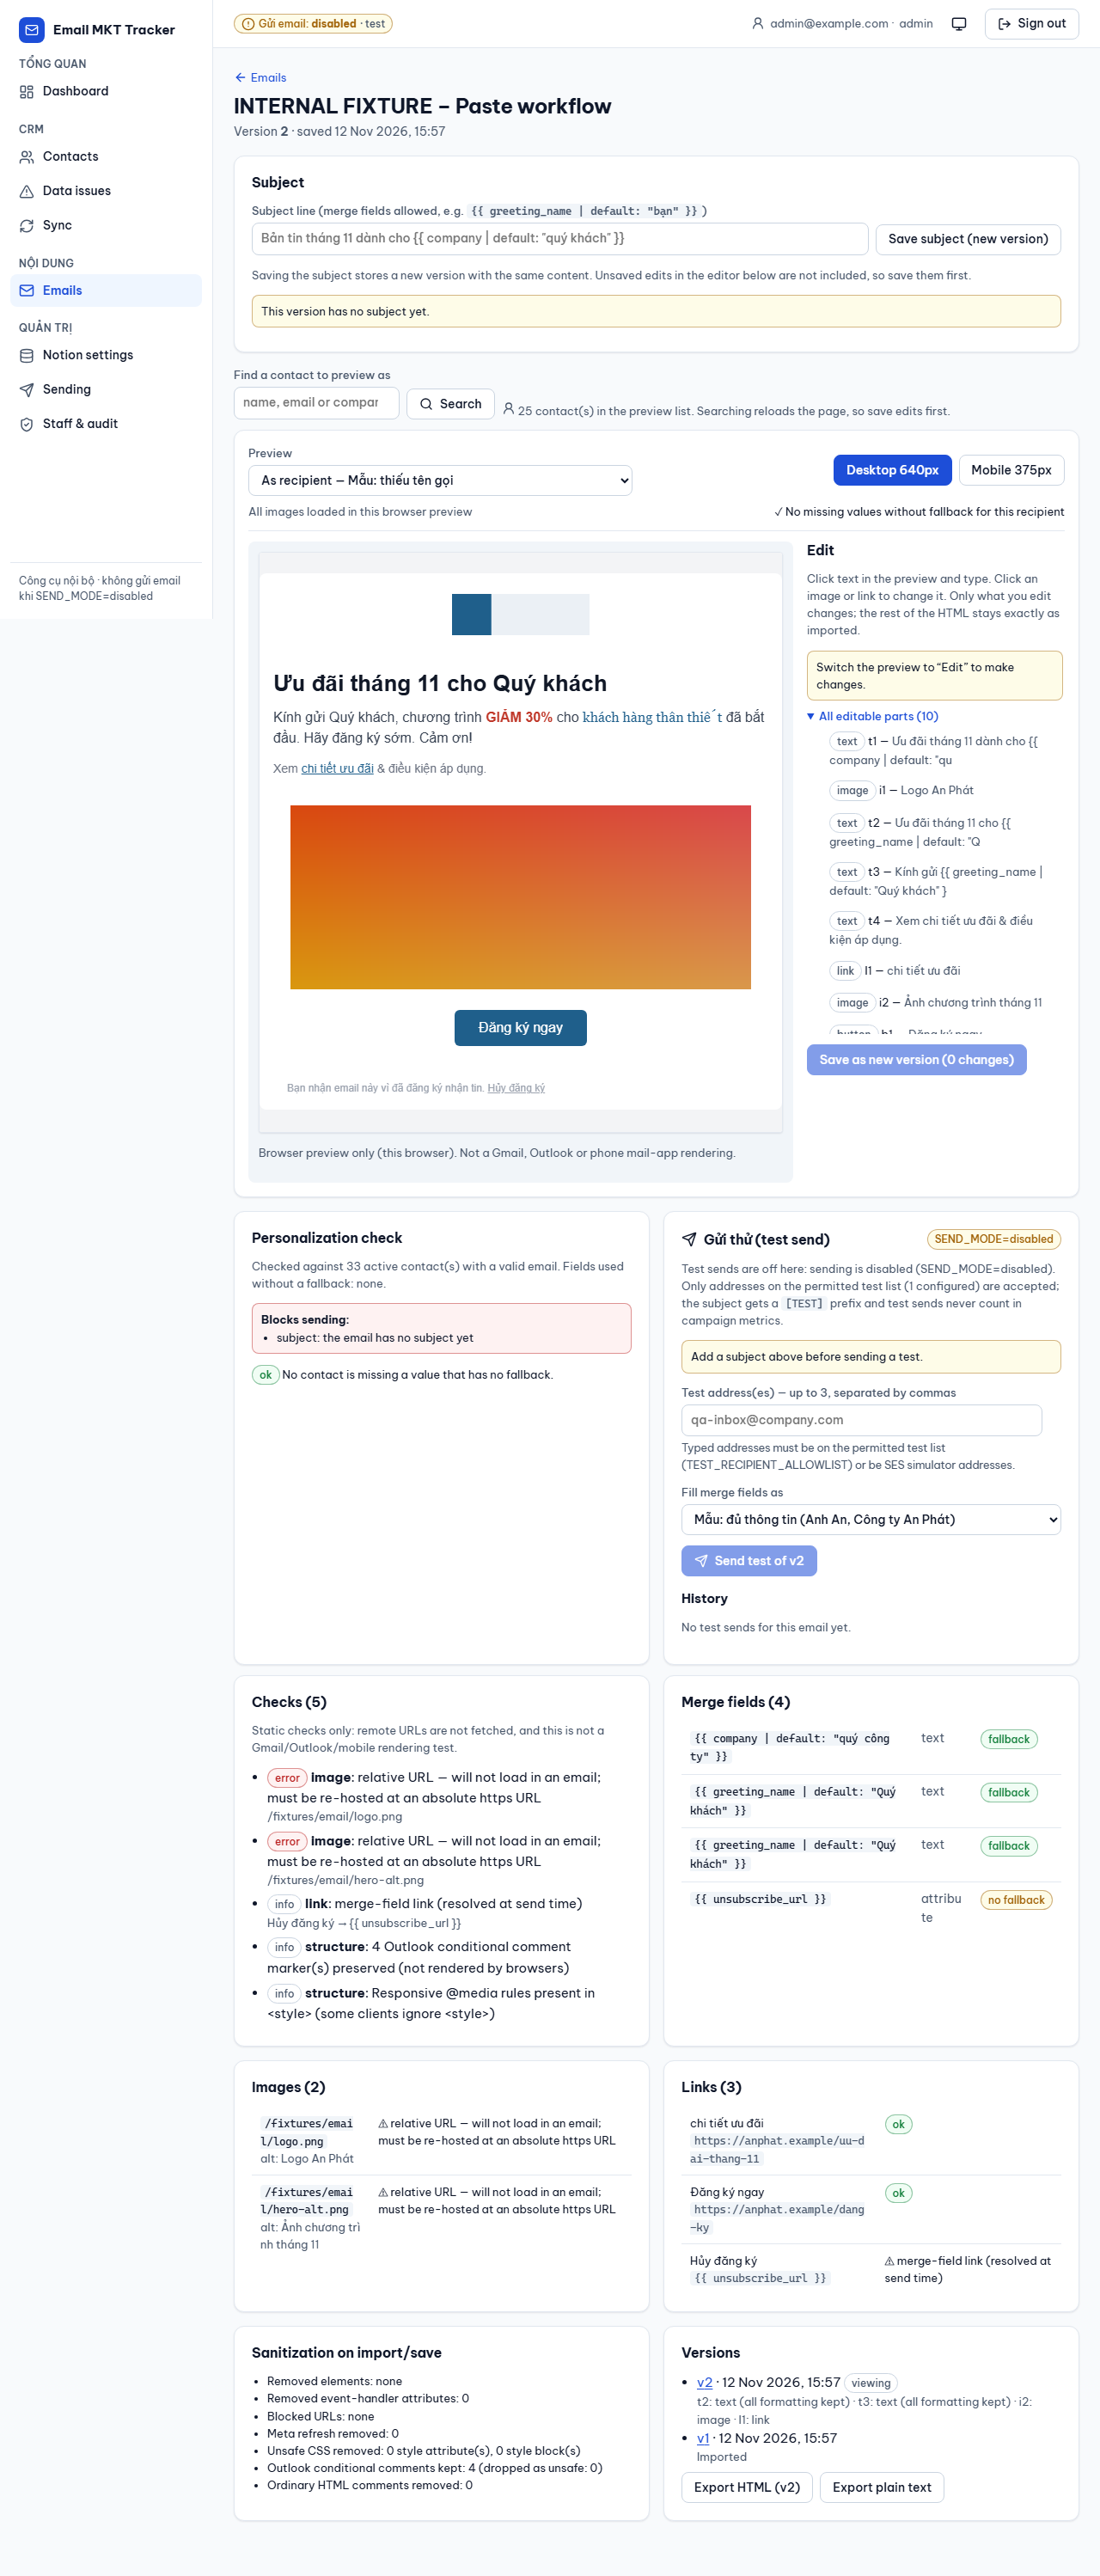 Email MKT Tracker
TỔNG QUAN
Dashboard
CRM
Contacts
Data issues
Sync
NỘI DUNG
Emails
QUẢN TRỊ
Notion settings
Sending
Staff & audit
Công cụ nội bộ · không gửi email
khi SEND_MODE=disabled
Gửi email: disabled · test
admin@example.com · admin
Sign out
← Emails
INTERNAL FIXTURE – Paste workflow
Version 2 · saved 12 Nov 2026, 15:57
Subject
Subject line (merge fields allowed, e.g. {{ greeting_name | default: "bạn" }} )
Bản tin tháng 11 dành cho {{ company | default: "quý khách" }}
Save subject (new version)
Saving the subject stores a new version with the same content. Unsaved edits in the editor below are not included, so save them first.
This version has no subject yet.
Find a contact to preview as
name, email or compar
Search
25 contact(s) in the preview list. Searching reloads the page, so save edits first.
Preview
As recipient — Mẫu: thiếu tên gọi
Desktop 640px
Mobile 375px
All images loaded in this browser preview
✓ No missing values without fallback for this recipient
Ưu đãi tháng 11 cho Quý khách
Kính gửi Quý khách, chương trình GIẢM 30% cho khách hàng thân thiết đã bắt
đầu. Hãy đăng ký sớm. Cảm ơn!
Xem chi tiết ưu đãi & điều kiện áp dụng.
Đăng ký ngay
Bạn nhận email này vì đã đăng ký nhận tin. Hủy đăng ký
Browser preview only (this browser). Not a Gmail, Outlook or phone mail-app rendering.
Edit
Click text in the preview and type. Click an
image or link to change it. Only what you edit
changes; the rest of the HTML stays exactly as
imported.
Switch the preview to “Edit” to make
changes.
▼ All editable parts (10)
text t1 — Ưu đãi tháng 11 dành cho {{
company | default: "qu
image i1 — Logo An Phát
text t2 — Ưu đãi tháng 11 cho {{
greeting_name | default: "Q
text t3 — Kính gửi {{ greeting_name |
default: "Quý khách" }
text t4 — Xem chi tiết ưu đãi & điều
kiện áp dụng.
link l1 — chi tiết ưu đãi
image i2 — Ảnh chương trình tháng 11
button b1 — Đăng ký ngay
Save as new version (0 changes)
Personalization check
Checked against 33 active contact(s) with a valid email. Fields used
without a fallback: none.
Blocks sending:
• subject: the email has no subject yet
ok No contact is missing a value that has no fallback.
Gửi thử (test send)
SEND_MODE=disabled
Test sends are off here: sending is disabled (SEND_MODE=disabled).
Only addresses on the permitted test list (1 configured) are accepted;
the subject gets a [TEST] prefix and test sends never count in
campaign metrics.
Add a subject above before sending a test.
Test address(es) — up to 3, separated by commas
qa-inbox@company.com
Typed addresses must be on the permitted test list
(TEST_RECIPIENT_ALLOWLIST) or be SES simulator addresses.
Fill merge fields as
Mẫu: đủ thông tin (Anh An, Công ty An Phát)
Send test of v2
History
No test sends for this email yet.
Checks (5)
Static checks only: remote URLs are not fetched, and this is not a
Gmail/Outlook/mobile rendering test.
• error image: relative URL — will not load in an email;
must be re-hosted at an absolute https URL
/fixtures/email/logo.png
• error image: relative URL — will not load in an email;
must be re-hosted at an absolute https URL
/fixtures/email/hero-alt.png
• info link: merge-field link (resolved at send time)
Hủy đăng ký → {{ unsubscribe_url }}
• info structure: 4 Outlook conditional comment
marker(s) preserved (not rendered by browsers)
• info structure: Responsive @media rules present in
<style> (some clients ignore <style>)
Merge fields (4)
{{ company | default: "quý công
ty" }}
text
fallback
{{ greeting_name | default: "Quý
khách" }}
text
fallback
{{ greeting_name | default: "Quý
khách" }}
text
fallback
{{ unsubscribe_url }}
attribu
te
no fallback
Images (2)
/fixtures/emai
l/logo.png
alt: Logo An Phát
⚠ relative URL — will not load in an email;
must be re-hosted at an absolute https URL
/fixtures/emai
l/hero-alt.png
alt: Ảnh chương trì
nh tháng 11
⚠ relative URL — will not load in an email;
must be re-hosted at an absolute https URL
Links (3)
chi tiết ưu đãi
https://anphat.example/uu-d
ai-thang-11
ok
Đăng ký ngay
https://anphat.example/dang
-ky
ok
Hủy đăng ký
{{ unsubscribe_url }}
⚠ merge-field link (resolved at
send time)
Sanitization on import/save
• Removed elements: none
• Removed event-handler attributes: 0
• Blocked URLs: none
• Meta refresh removed: 0
• Unsafe CSS removed: 0 style attribute(s), 0 style block(s)
• Outlook conditional comments kept: 4 (dropped as unsafe: 0)
• Ordinary HTML comments removed: 0
Versions
• v2 · 12 Nov 2026, 15:57 viewing
t2: text (all formatting kept) · t3: text (all formatting kept) · i2:
image · l1: link
• v1 · 12 Nov 2026, 15:57
Imported
Export HTML (v2)
Export plain text